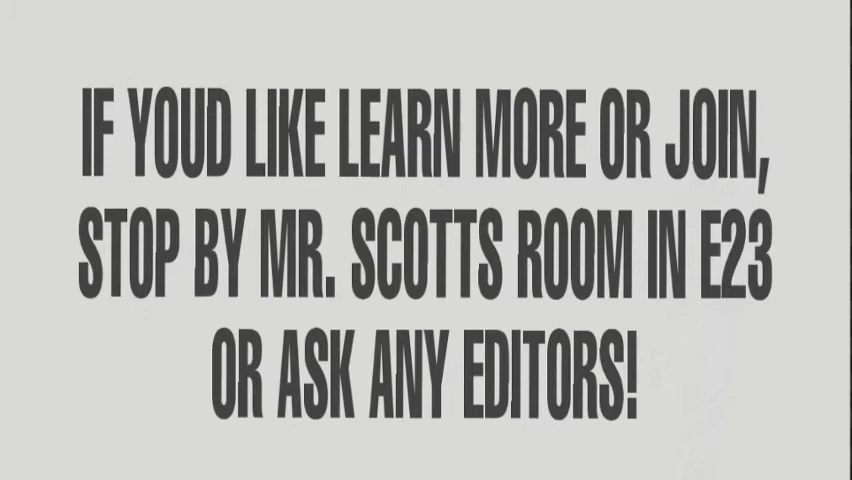 IF YOUD LIKE LEARN MORE OR JOIN,
STOP BY MR. SCOTTS ROOM IN E23
OR ASK ANY EDITORS!